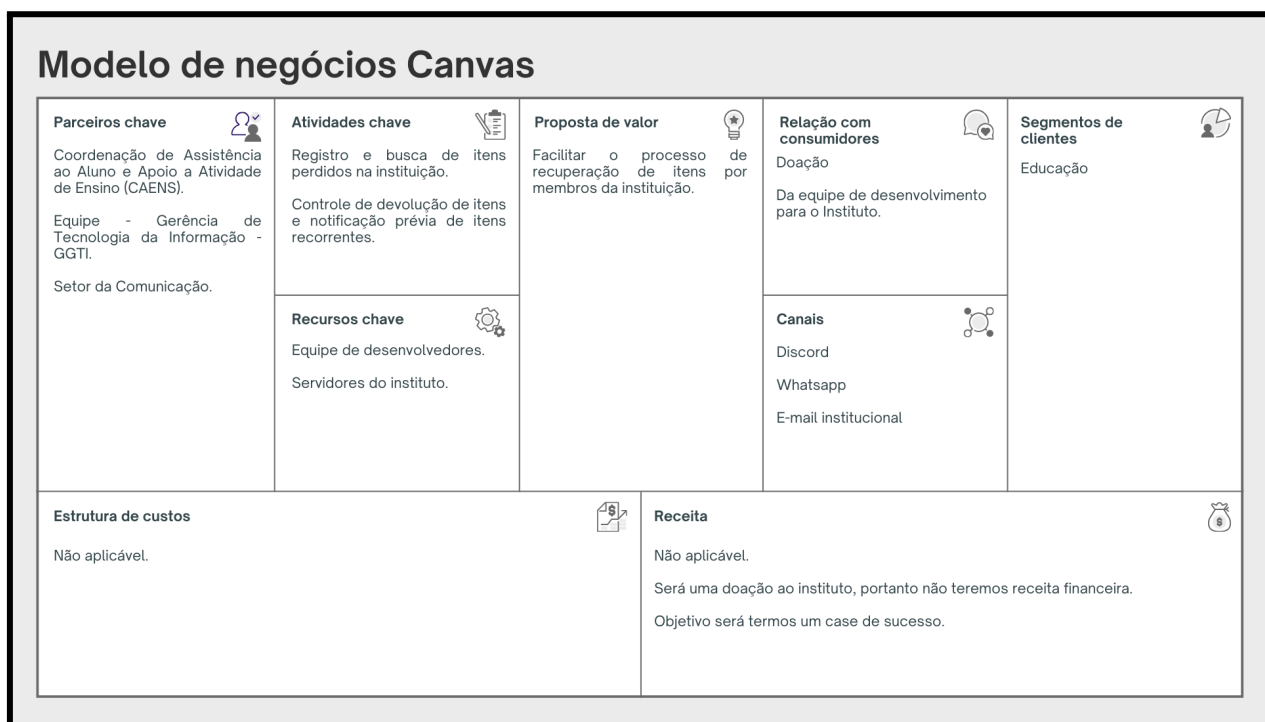 Modelo de negócios Canvas
Parceiros chave
Coordenação de Assistência
ao Aluno e Apoio a Atividade
de Ensino (CAENS).
Equipe - Gerência de
Tecnologia da Informação -
GGTI.
Setor da Comunicação.
Atividades chave
Registro e busca de itens
perdidos na instituição.
Controle de devolução de itens
e notificação prévia de itens
recorrentes.
Recursos chave
Equipe de desenvolvedores.
Servidores do instituto.
Proposta de valor
Facilitar o processo de
recuperação de itens por
membros da instituição.
Relação com
consumidores
Doação
Da equipe de desenvolvimento
para o Instituto.
Canais
Discord
Whatsapp
E-mail institucional
Segmentos de
clientes
Educação
Estrutura de custos
Não aplicável.
Receita
Não aplicável.
Será uma doação ao instituto, portanto não teremos receita financeira.
Objetivo será termos um case de sucesso.